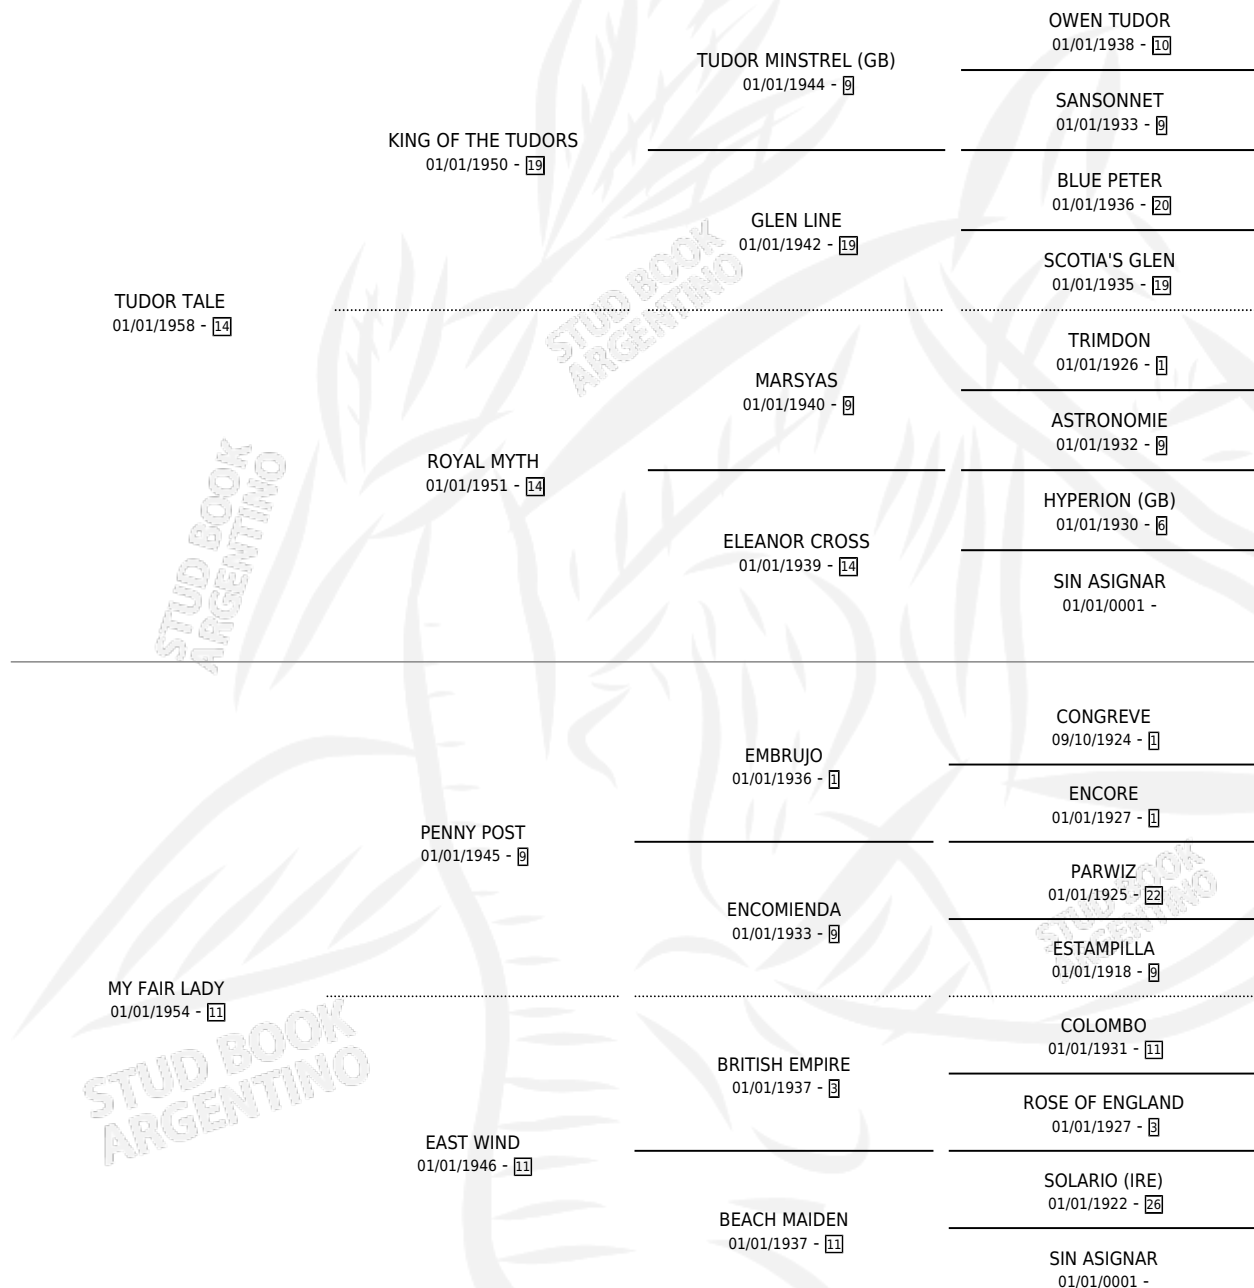 OWEN TUDOR
01/01/1938 - 10
TUDOR MINSTREL (GB)
01/01/1944 - 9
SANSONNET
01/01/1933 - 9
KING OF THE TUDORS
01/01/1950 - 19
BLUE PETER
01/01/1936 - 20
GLEN LINE
01/01/1942 - 19
SCOTIA'S GLEN
01/01/1935 - 19
TUDOR TALE
01/01/1958 - 14
TRIMDON
01/01/1926 - 1
MARSYAS
01/01/1940 - 9
ASTRONOMIE
01/01/1932 - 9
ROYAL MYTH
01/01/1951 - 14
HYPERION (GB)
01/01/1930 - 6
ELEANOR CROSS
01/01/1939 - 14
SIN ASIGNAR
01/01/0001 -
CONGREVE
09/10/1924 - 1
EMBRUJO
01/01/1936 - 1
ENCORE
01/01/1927 - 1
PENNY POST
01/01/1945 - 9
PARWIZ
01/01/1925 - 22
ENCOMIENDA
01/01/1933 - 9
ESTAMPILLA
01/01/1918 - 9
MY FAIR LADY
01/01/1954 - 11
COLOMBO
01/01/1931 - 11
BRITISH EMPIRE
01/01/1937 - 3
ROSE OF ENGLAND
01/01/1927 - 3
EAST WIND
01/01/1946 - 11
SOLARIO (IRE)
01/01/1922 - 26
BEACH MAIDEN
01/01/1937 - 11
SIN ASIGNAR
01/01/0001 -
STUD BOOK
ARGENTINO
STUD BOOK
ARGENTINO
STUD BOOK
ARGENTINO
STUD BOOK
ARGENTINO